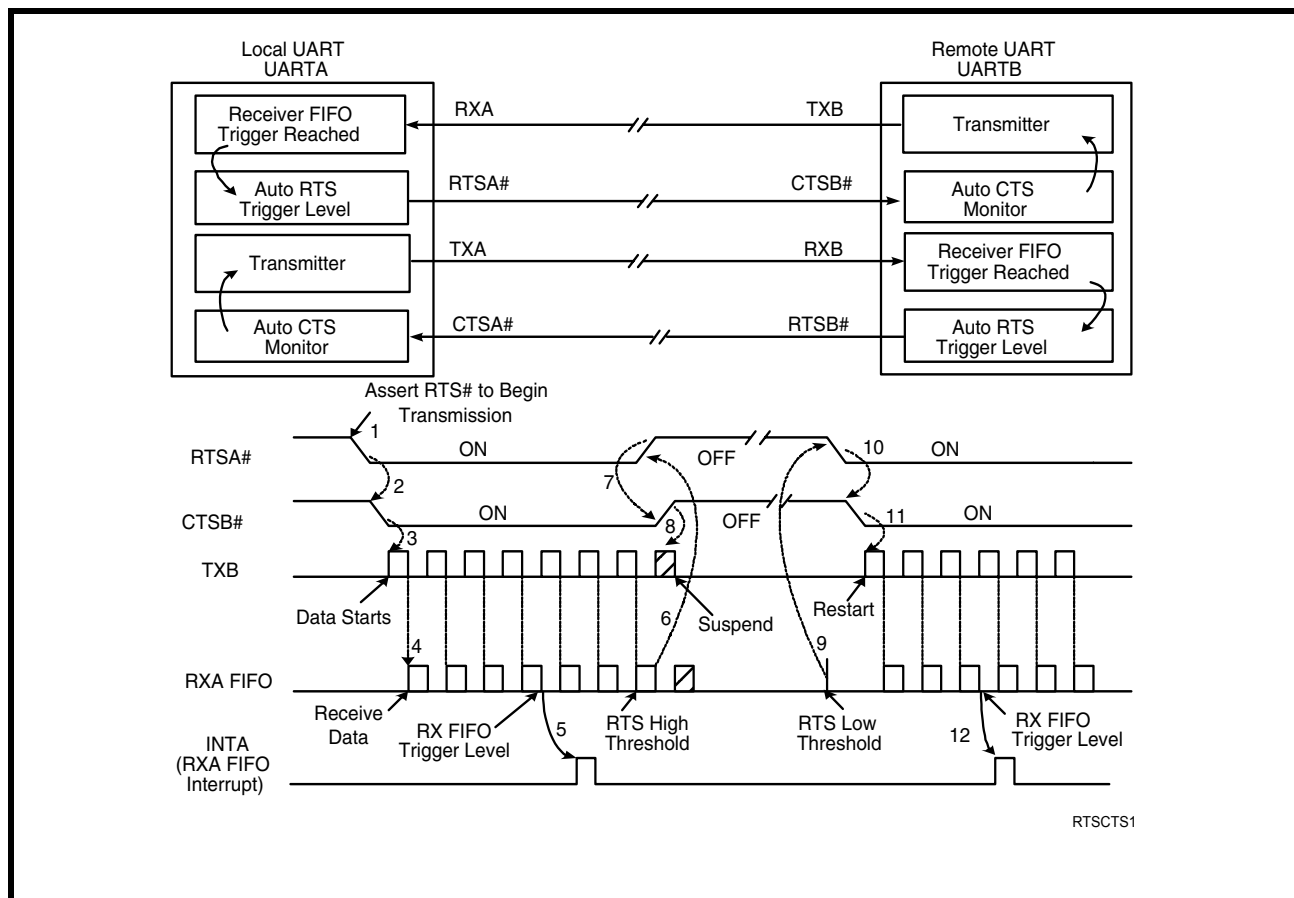 Local UART
UARTA
Remote UART
UARTB
Receiver FIFO
Trigger Reached
RXA
TXB
Transmitter
Auto RTS
Trigger Level
RTSA#
CTSB#
Auto CTS
Monitor
Transmitter
TXA
RXB
Receiver FIFO
Trigger Reached
Auto CTS
Monitor
CTSA#
RTSB#
Auto RTS
Trigger Level
Assert RTS# to Begin
Transmission
1
RTSA#
ON
OFF
10
ON
2
7
CTSB#
ON
8
OFF
11
ON
3
TXB
Data Starts
6
Suspend
Restart
4
9
RXA FIFO
Receive
Data
RX FIFO
Trigger Level
5
RTS High
Threshold
RTS Low
Threshold
12
RX FIFO
Trigger Level
INTA
(RXA FIFO
Interrupt)
RTSCTS1